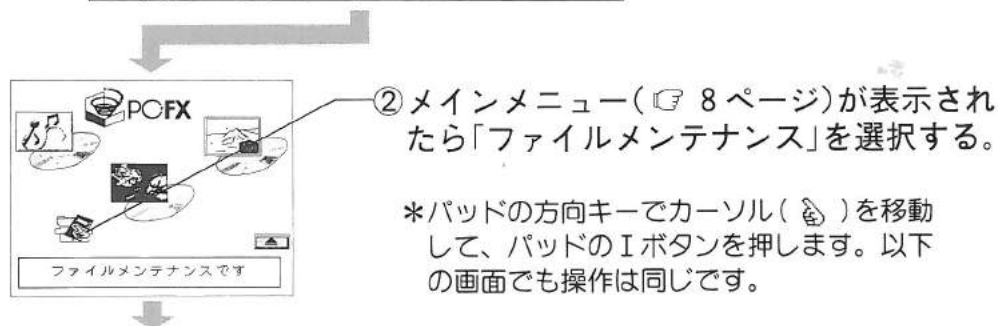 PC-FX
②メインメニュー(☞ 8ページ)が表示され
たら「ファイルメンテナンス」を選択する。
*パッドの方向キーでカーソル( )を移動
して、パッドのIボタンを押します。以下
の画面でも操作は同じです。
ファイルメンテナンスです